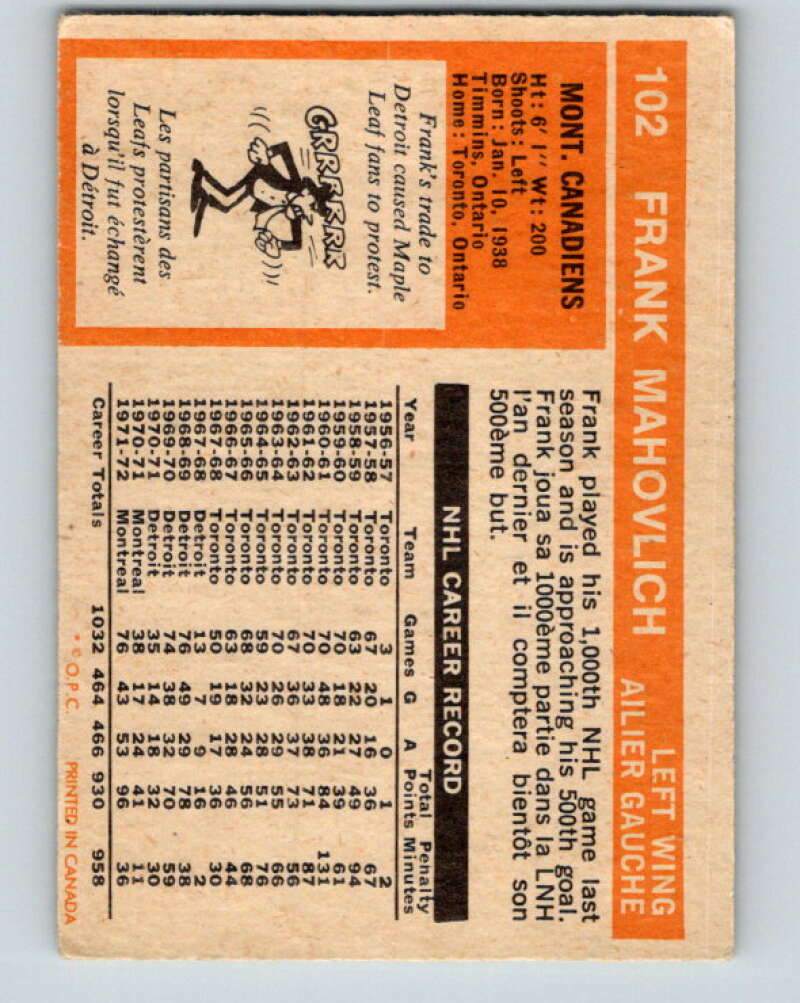 102 FRANK MAHOVLICH LEFT WING
AILIER GAUCHE
MONT. CANADIENS
Ht: 6' 1" Wt: 200
Shoots: Left
Born: Jan. 10, 1938
Timmins, Ontario
Home: Toronto, Ontario
Frank's trade to
Detroit caused Maple
Leaf fans to protest.
GRRRRRR
Les partisans des
Leafs protestèrent
lorsqu'il fut échangé
à Détroit.
Frank played his 1,000th NHL game last
season and is approaching his 500th goal.
Frank joua sa 1000ème partie dans la LNH
l'an dernier et il comptera bientôt son
500ème but.
NHL CAREER RECORD
Total Penalty
Year Team Games G A Points Minutes
1956-57 Toronto 3 1 0 1 2
1957-58 Toronto 67 20 16 36 67
1958-59 Toronto 63 22 27 49 94
1959-60 Toronto 70 18 21 39 61
1960-61 Toronto 70 48 36 84 131
1961-62 Toronto 70 33 38 71 87
1962-63 Toronto 67 36 37 73 56
1963-64 Toronto 70 26 29 55 66
1964-65 Toronto 59 23 28 51 76
1965-66 Toronto 68 32 24 56 68
1966-67 Toronto 63 18 28 46 44
1967-68 Toronto 50 19 17 36 30
1967-68 Detroit 13 7 9 16 2
1968-69 Detroit 76 49 29 78 38
1969-70 Detroit 74 38 32 70 59
1970-71 Detroit 35 14 18 32 30
1970-71 Montreal 38 17 24 41 11
1971-72 Montreal 76 43 53 96 36
Career Totals 1032 464 466 930 958
* © O.P.C. PRINTED IN CANADA